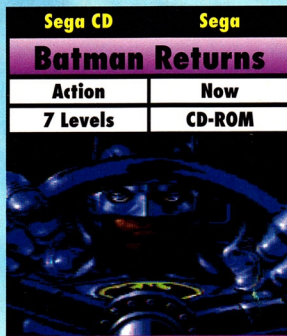 Sega CD Sega
Batman Returns
Action Now
7 Levels CD-ROM